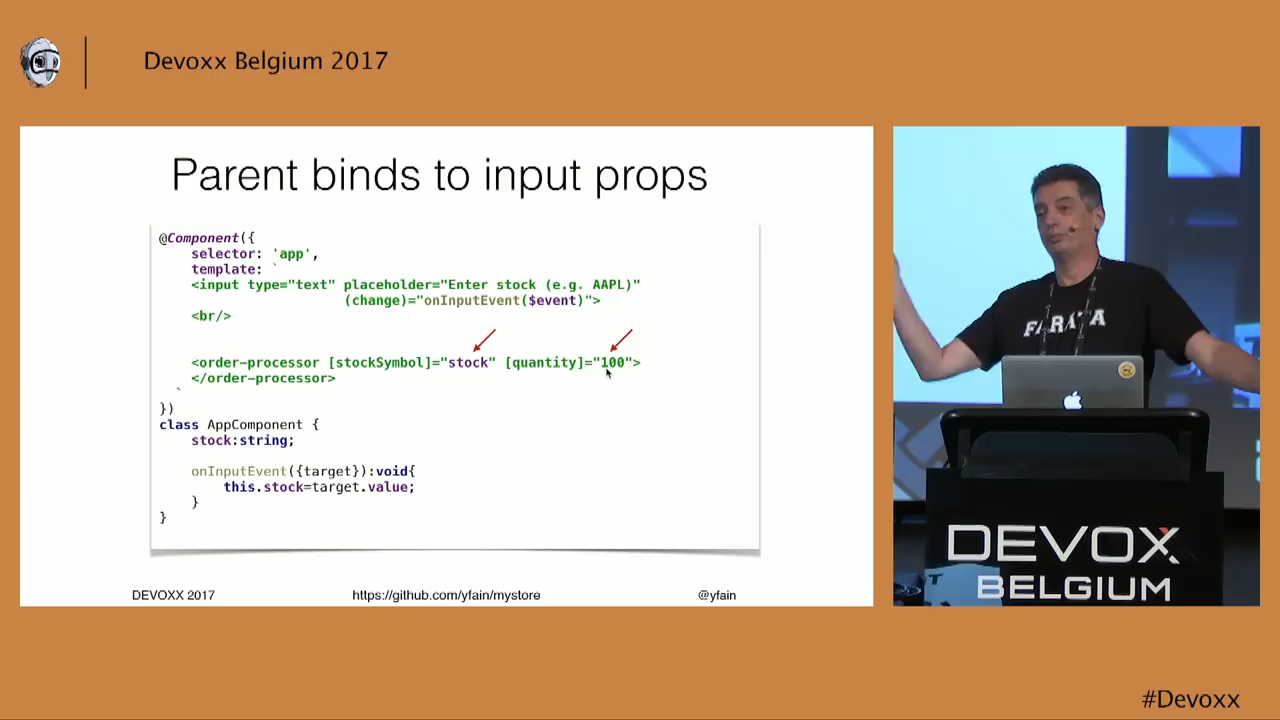 Devoxx Belgium 2017
Parent binds to input props
@Component({
selector: 'app',
template: `
<input type="text" placeholder="Enter stock (e.g. AAPL)"
(change)="onInputEvent($event)">
<br/>
<order-processor [stockSymbol]="stock" [quantity]="100">
</order-processor>
`
})
class AppComponent {
stock:string;
onInputEvent({target}):void{
this.stock=target.value;
}
}
DEVOXX 2017 https://github.com/yfain/mystore @yfain
FARATA
DEVOXX
BELGIUM
#Devoxx